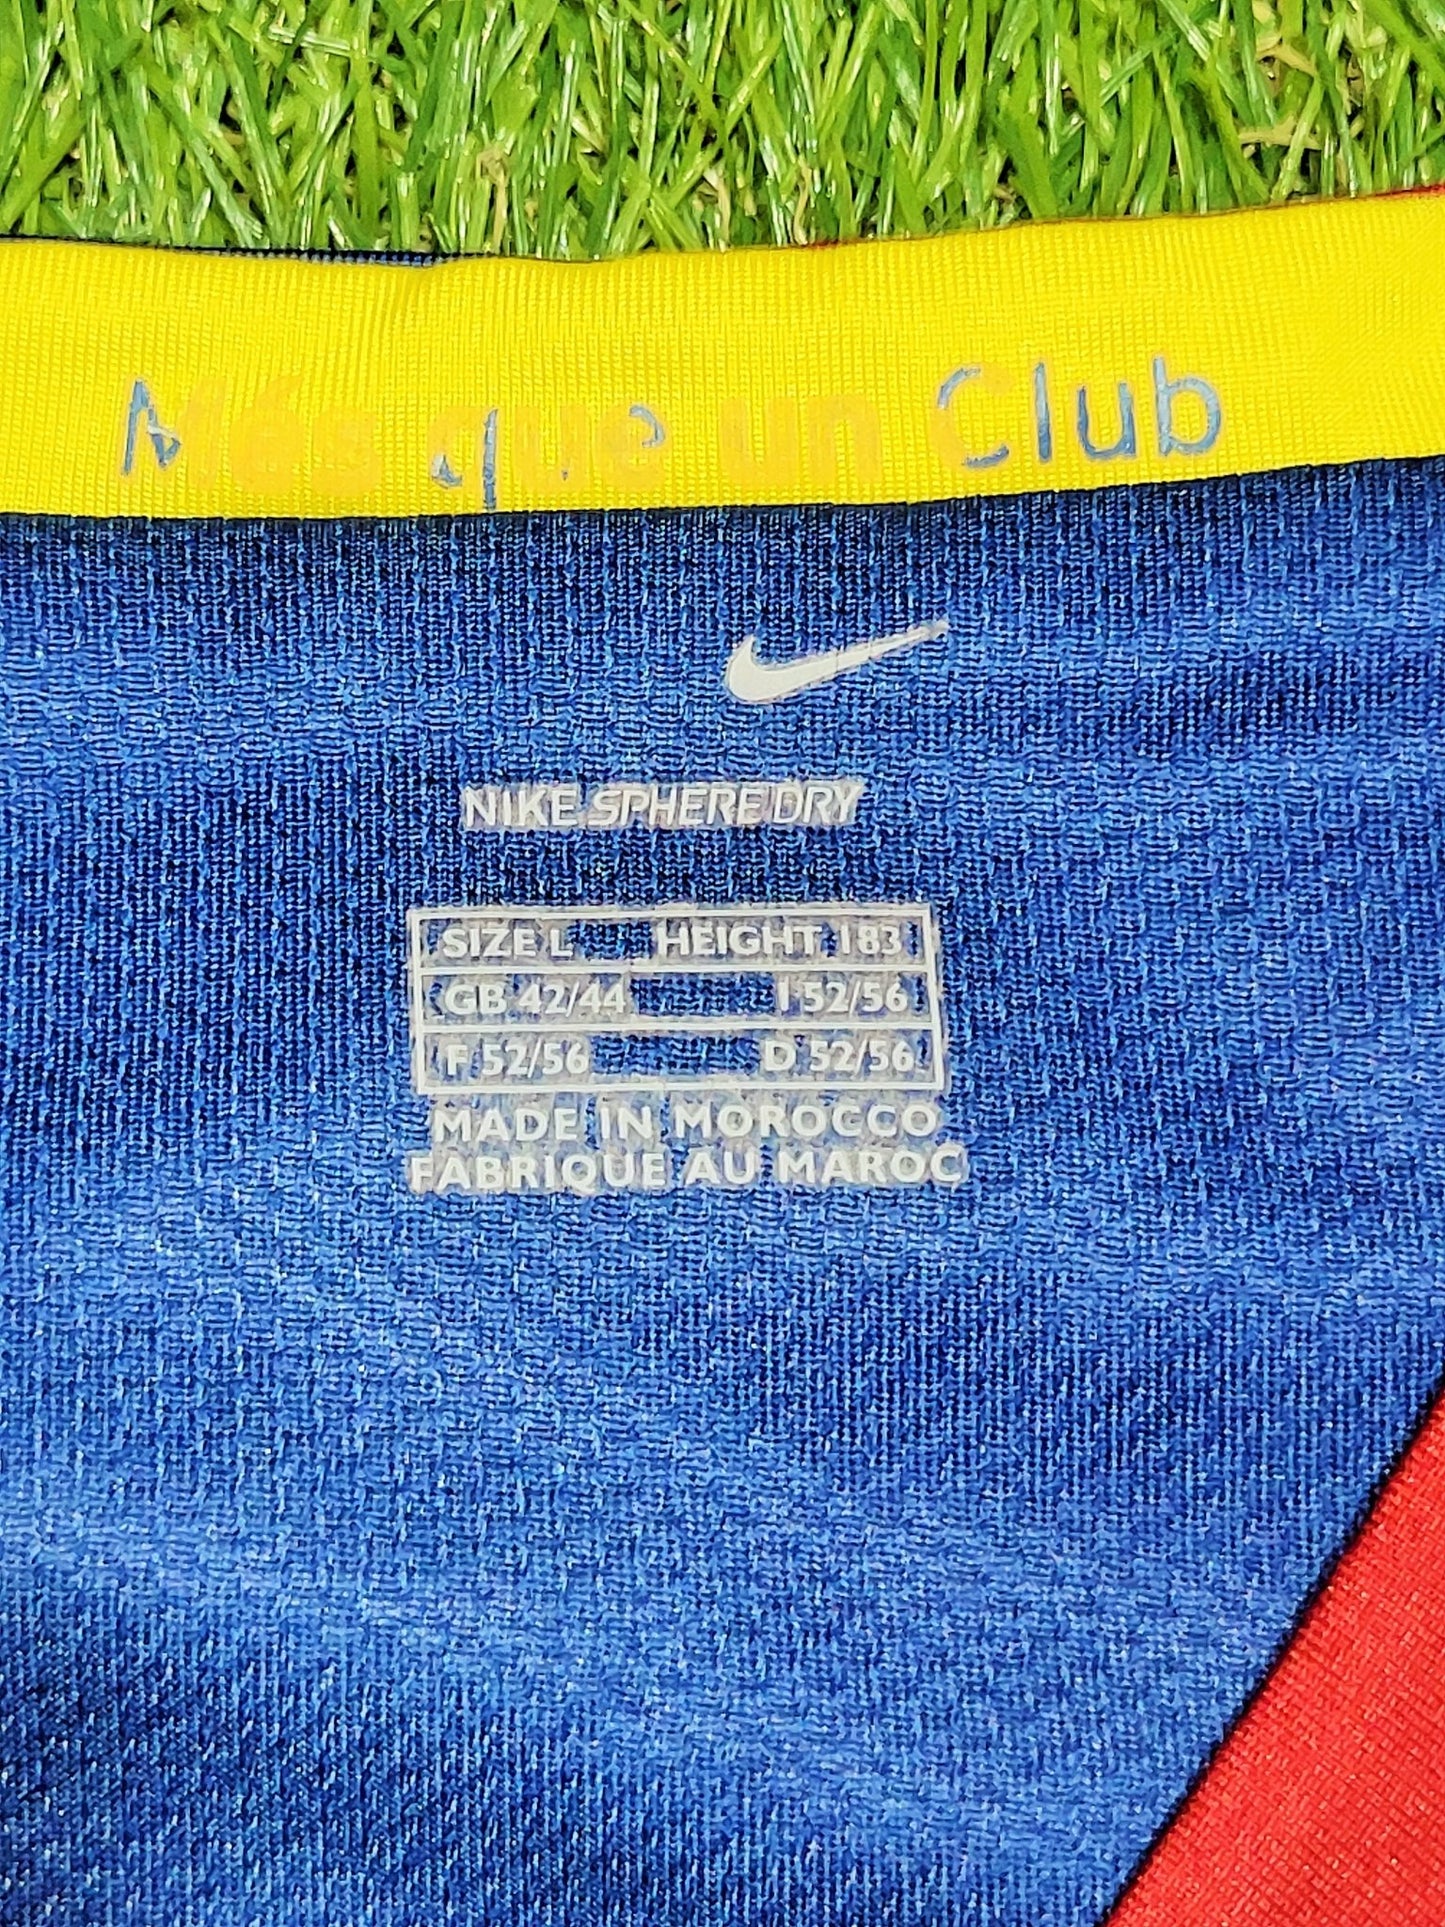 Més que un Club
NIKE SPHERE DRY
SIZE L HEIGHT 183
GB 42/44 I 52/56
F 52/56 D 52/56
MADE IN MOROCCO
FABRIQUE AU MAROC